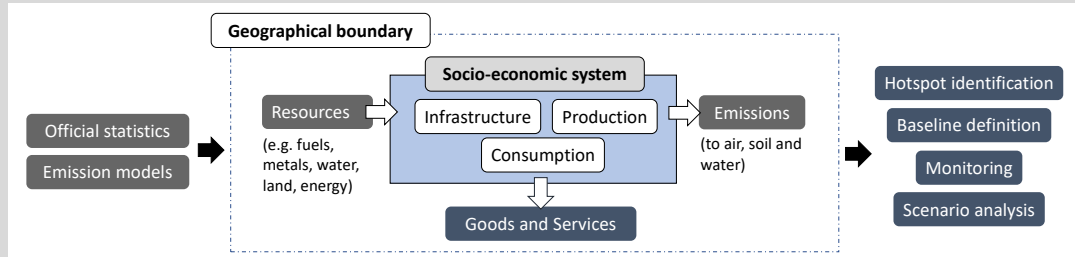 Geographical boundary
Socio-economic system
Official statistics
Emission models
Resources
(e.g. fuels,
metals, water,
land, energy)
Infrastructure
Production
Consumption
Emissions
(to air, soil and
water)
Goods and Services
Hotspot identification
Baseline definition
Monitoring
Scenario analysis